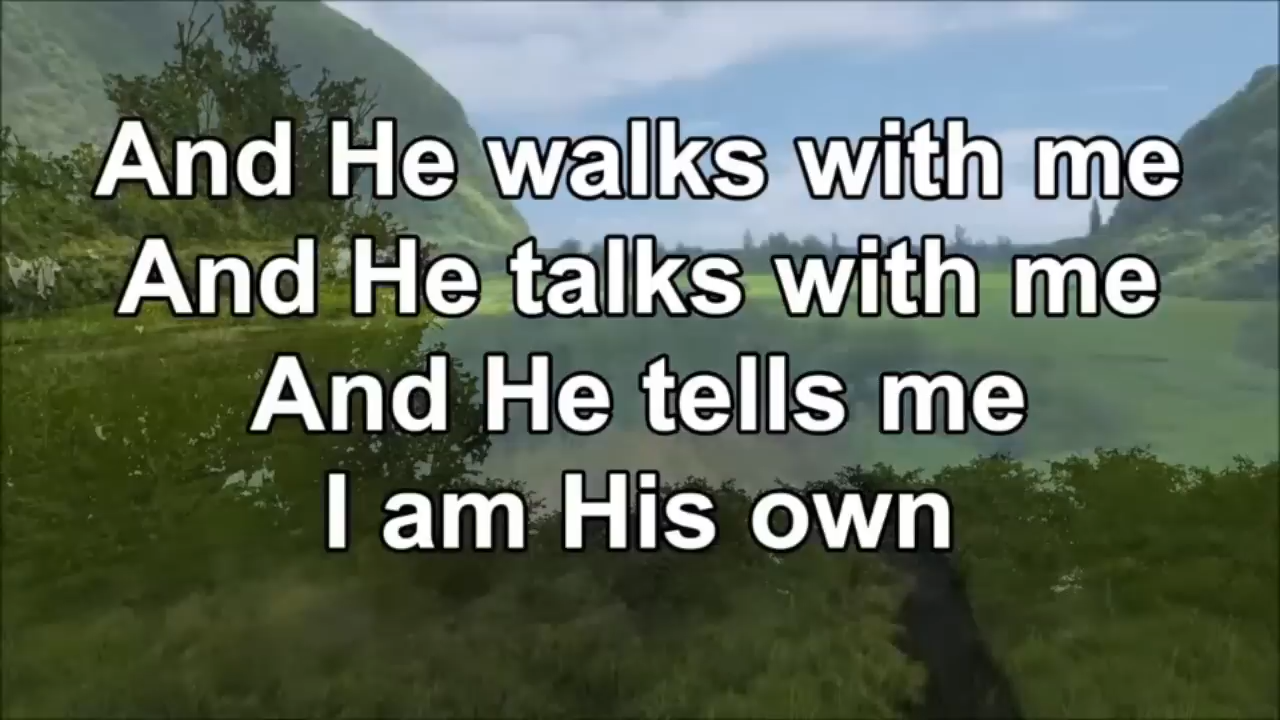 And He walks with me
And He talks with me
And He tells me
I am His own